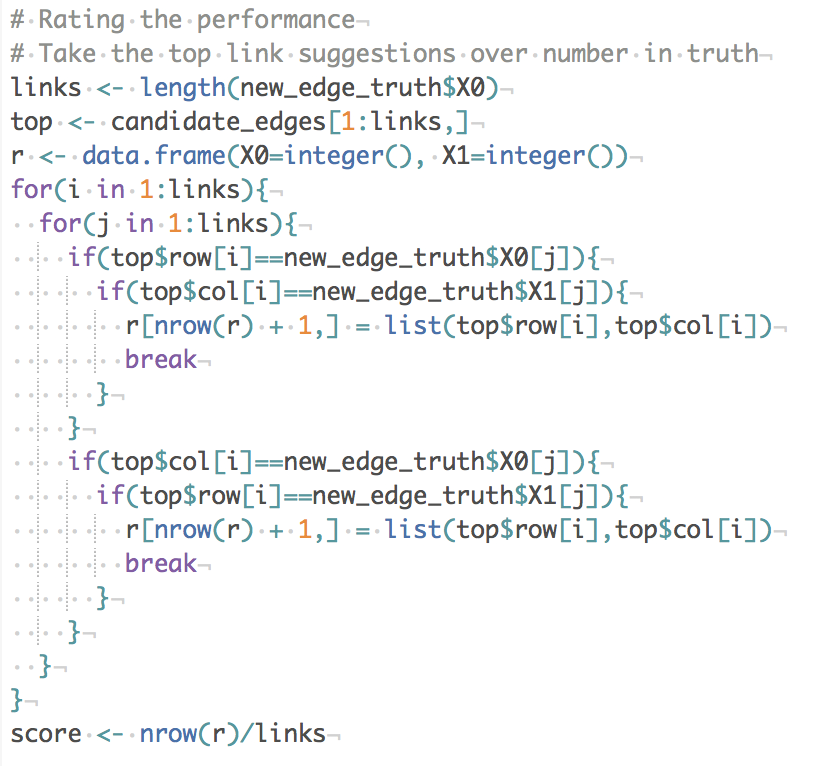 # Rating the performance
# Take the top link suggestions over number in truth
links <- length(new_edge_truth$X0)
top <- candidate_edges[1:links,]
r <- data.frame(X0=integer(), X1=integer())
for(i in 1:links){
  for(j in 1:links){
    if(top$row[i]==new_edge_truth$X0[j]){
      if(top$col[i]==new_edge_truth$X1[j]){
        r[nrow(r) + 1,] = list(top$row[i],top$col[i])
        break
      }
    }
    if(top$col[i]==new_edge_truth$X0[j]){
      if(top$row[i]==new_edge_truth$X1[j]){
        r[nrow(r) + 1,] = list(top$row[i],top$col[i])
        break
      }
    }
  }
}
score <- nrow(r)/links